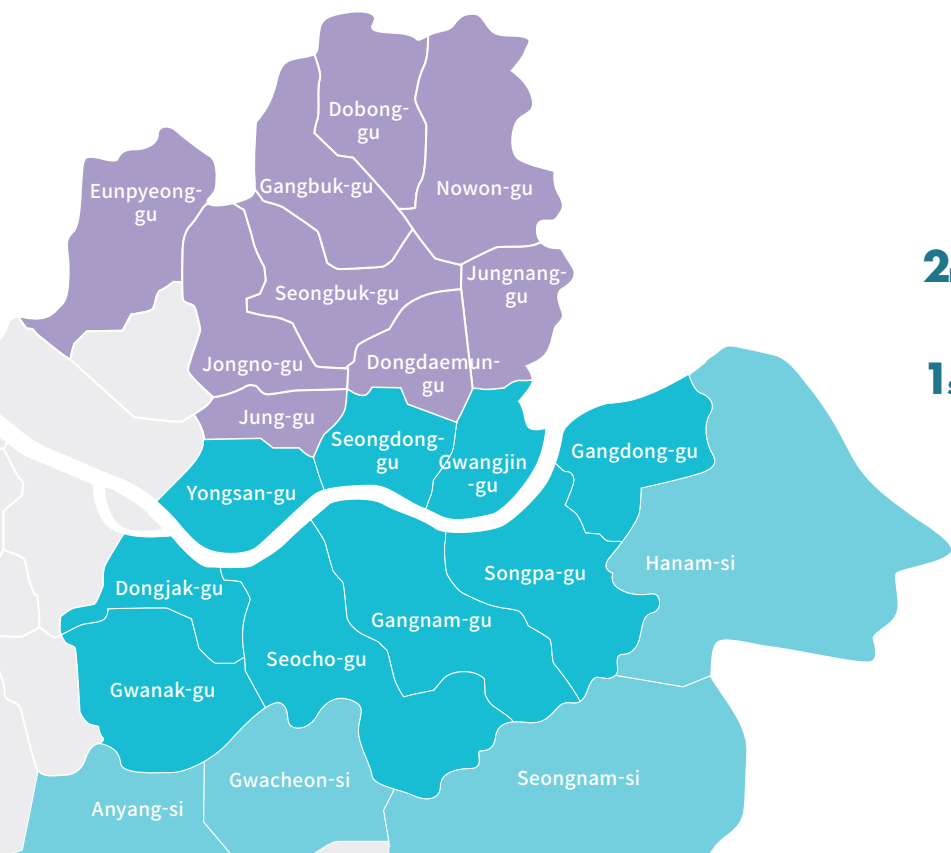 Dobong-
gu
Eunpyeong-
gu
Gangbuk-gu
Nowon-gu
Jungnang-
gu
Seongbuk-gu
Jongno-gu
Dongdaemun-
gu
Jung-gu
Seongdong-
gu
Gwangjin
-gu
Gangdong-gu
Yongsan-gu
Hanam-si
Songpa-gu
Dongjak-gu
Gangnam-gu
Seocho-gu
Gwanak-gu
Gwacheon-si
Seongnam-si
Anyang-si
2
1